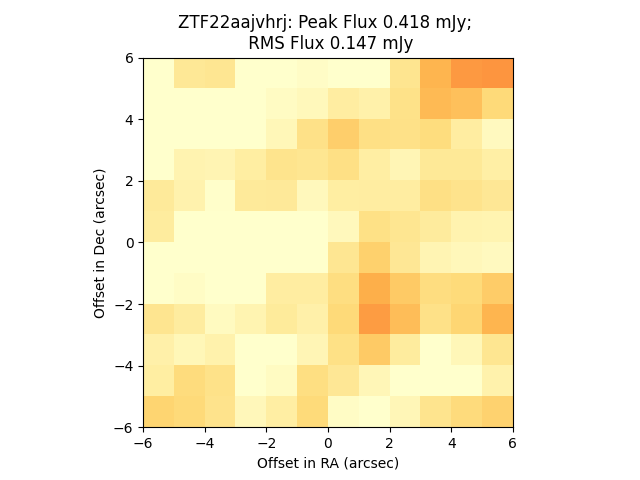 ZTF22aajvhrj: Peak Flux 0.418 mJy;
RMS Flux 0.147 mJy
6
4
2
0
−2
−4
−6
Offset in Dec (arcsec)
−6 −4 −2 0 2 4 6
Offset in RA (arcsec)